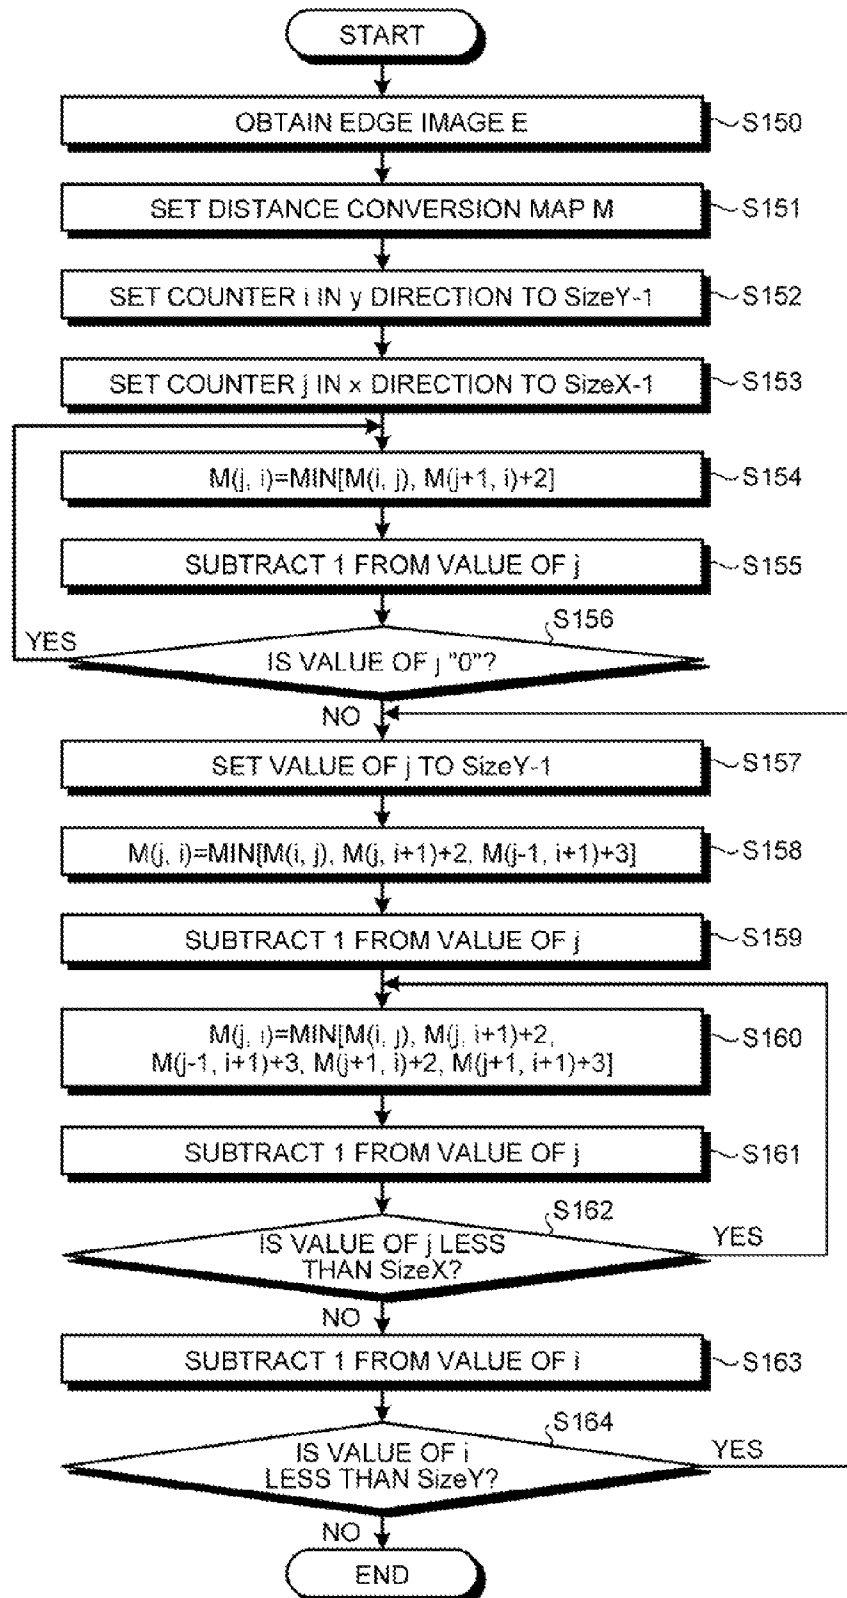 START
OBTAIN EDGE IMAGE E
S150
SET DISTANCE CONVERSION MAP M
S151
SET COUNTER i IN y DIRECTION TO SizeY-1
S152
SET COUNTER j IN x DIRECTION TO SizeX-1
S153
M(j, i)=MIN[M(i, j), M(j+1, i)+2]
S154
SUBTRACT 1 FROM VALUE OF j
S155
S156
YES
IS VALUE OF j "0"?
NO
SET VALUE OF j TO SizeY-1
S157
M(j, i)=MIN[M(i, j), M(j, i+1)+2, M(j-1, i+1)+3]
S158
SUBTRACT 1 FROM VALUE OF j
S159
M(j, i)=MIN[M(i, j), M(j, i+1)+2,
M(j-1, i+1)+3, M(j+1, i)+2, M(j+1, i+1)+3]
S160
SUBTRACT 1 FROM VALUE OF j
S161
S162
IS VALUE OF j LESS
THAN SizeX?
YES
NO
SUBTRACT 1 FROM VALUE OF i
S163
S164
IS VALUE OF i
LESS THAN SizeY?
YES
NO
END